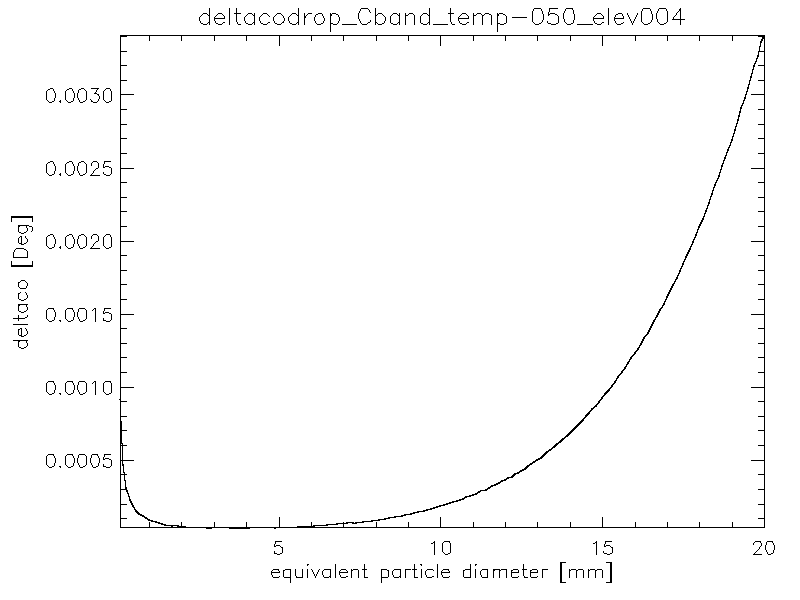 deltacodrop_Cband_temp-050_elev004
0.0030
0.0025
0.0020
0.0015
0.0010
0.0005
deltaco [Deg]
5 10 15 20
equivalent particle diameter [mm]